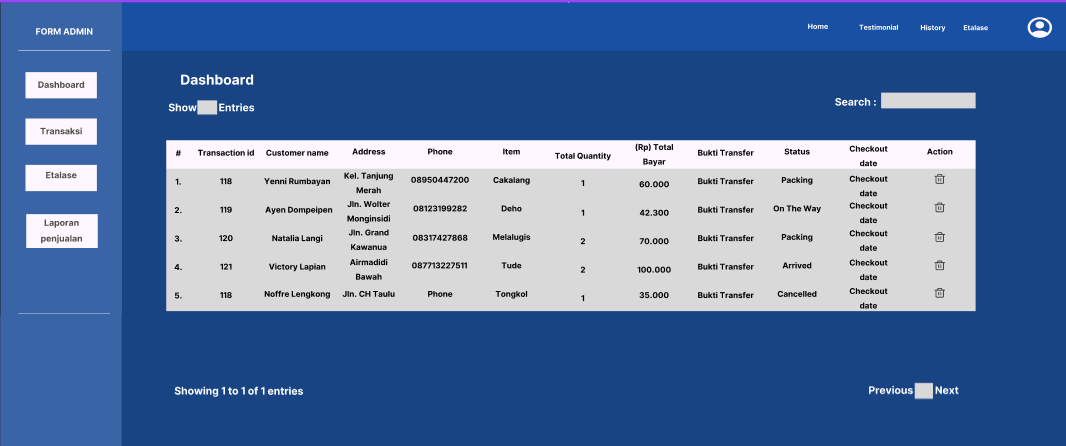 FORM ADMIN
Home Testimonial History Etalase
Dashboard
Transaksi
Etalase
Laporan
penjualan
Dashboard
Show Entries
Search :
# Transaction id Customer name Address Phone Item Total Quantity (Rp) Total Bayar Bukti Transfer Status Checkout date Action
1. 118 Yenni Rumbayan Kel. Tanjung Merah 08950447200 Cakalang 1 60.000 Bukti Transfer Packing Checkout date
2. 119 Ayen Dompeipen Jln. Wolter Monginsidi 08123199282 Deho 1 42.300 Bukti Transfer On The Way Checkout date
3. 120 Natalia Langi Jln. Grand Kawanua 08317427868 Melalugis 2 70.000 Bukti Transfer Packing Checkout date
4. 121 Victory Lapian Airmadidi Bawah 087713227511 Tude 2 100.000 Bukti Transfer Arrived Checkout date
5. 118 Noffre Lengkong Jln. CH Taulu Phone Tongkol 1 35.000 Bukti Transfer Cancelled Checkout date
Showing 1 to 1 of 1 entries
Previous Next